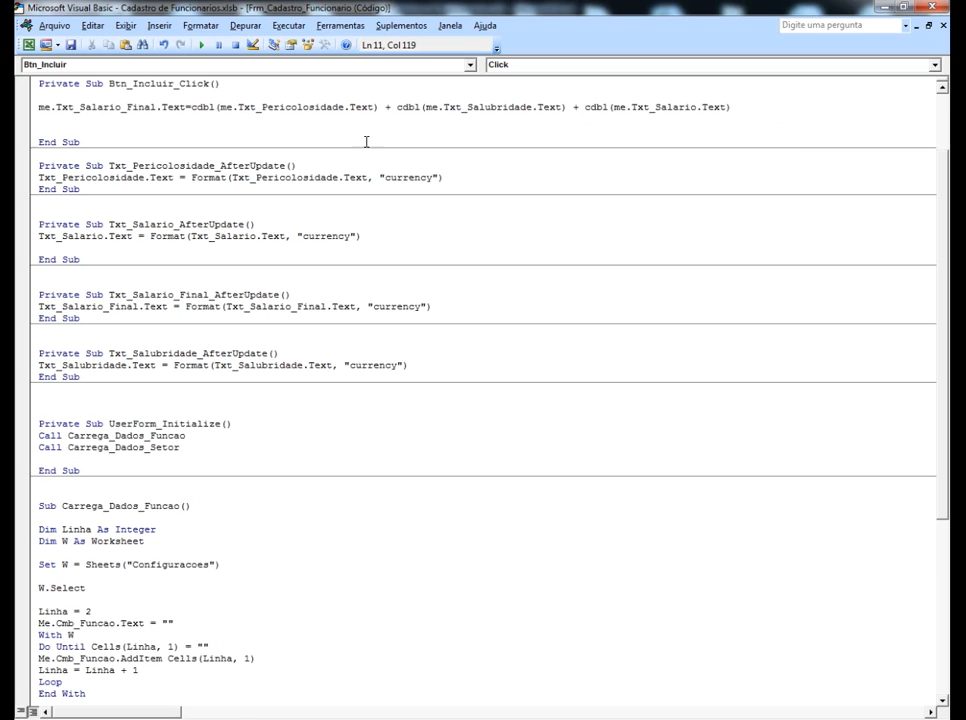 Microsoft Visual Basic - Cadastro de Funcionarios.xlsb - [Frm_Cadastro_Funcionario (Código)]
Arquivo Editar Exibir Inserir Formatar Depurar Executar Ferramentas Suplementos Janela Ajuda Digite uma pergunta
Ln 11, Col 119
Btn_Incluir Click
Private Sub Btn_Incluir_Click()
me.Txt_Salario_Final.Text=cdbl(me.Txt_Pericolosidade.Text) + cdbl(me.Txt_Salubridade.Text) + cdbl(me.Txt_Salario.Text)
End Sub
Private Sub Txt_Pericolosidade_AfterUpdate()
Txt_Pericolosidade.Text = Format(Txt_Pericolosidade.Text, "currency")
End Sub
Private Sub Txt_Salario_AfterUpdate()
Txt_Salario.Text = Format(Txt_Salario.Text, "currency")
End Sub
Private Sub Txt_Salario_Final_AfterUpdate()
Txt_Salario_Final.Text = Format(Txt_Salario_Final.Text, "currency")
End Sub
Private Sub Txt_Salubridade_AfterUpdate()
Txt_Salubridade.Text = Format(Txt_Salubridade.Text, "currency")
End Sub
Private Sub UserForm_Initialize()
Call Carrega_Dados_Funcao
Call Carrega_Dados_Setor
End Sub
Sub Carrega_Dados_Funcao()
Dim Linha As Integer
Dim W As Worksheet
Set W = Sheets("Configuracoes")
W.Select
Linha = 2
Me.Cmb_Funcao.Text = ""
With W
Do Until Cells(Linha, 1) = ""
Me.Cmb_Funcao.AddItem Cells(Linha, 1)
Linha = Linha + 1
Loop
End With